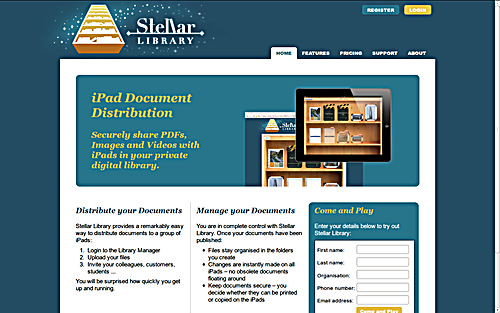 Stellar
LIBRARY
REGISTER
LOGIN
HOME
FEATURES
PRICING
SUPPORT
ABOUT
iPad Document
Distribution
Securely share PDFs,
Images and Videos with
iPads in your private
digital library.
Stellar
LIBRARY
Distribute your Documents
Stellar Library provides a remarkably easy
way to distribute documents to a group of
iPads:
1. Login to the Library Manager
2. Upload your files
3. Invite your colleagues, customers,
students ...
You will be surprised how quickly you get
up and running.
Manage your Documents
You are in complete control with Stellar
Library. Once your documents have been
published:
Files stay organised in the folders
you create
Changes are instantly made on all
iPads – no obsolete documents
floating around
Keep documents secure – you
decide whether they can be printed
or copied on the iPads
Come and Play
Enter your details below to try out
Stellar Library:
First name:
Last name:
Organisation:
Phone number:
Email address:
Come and Play